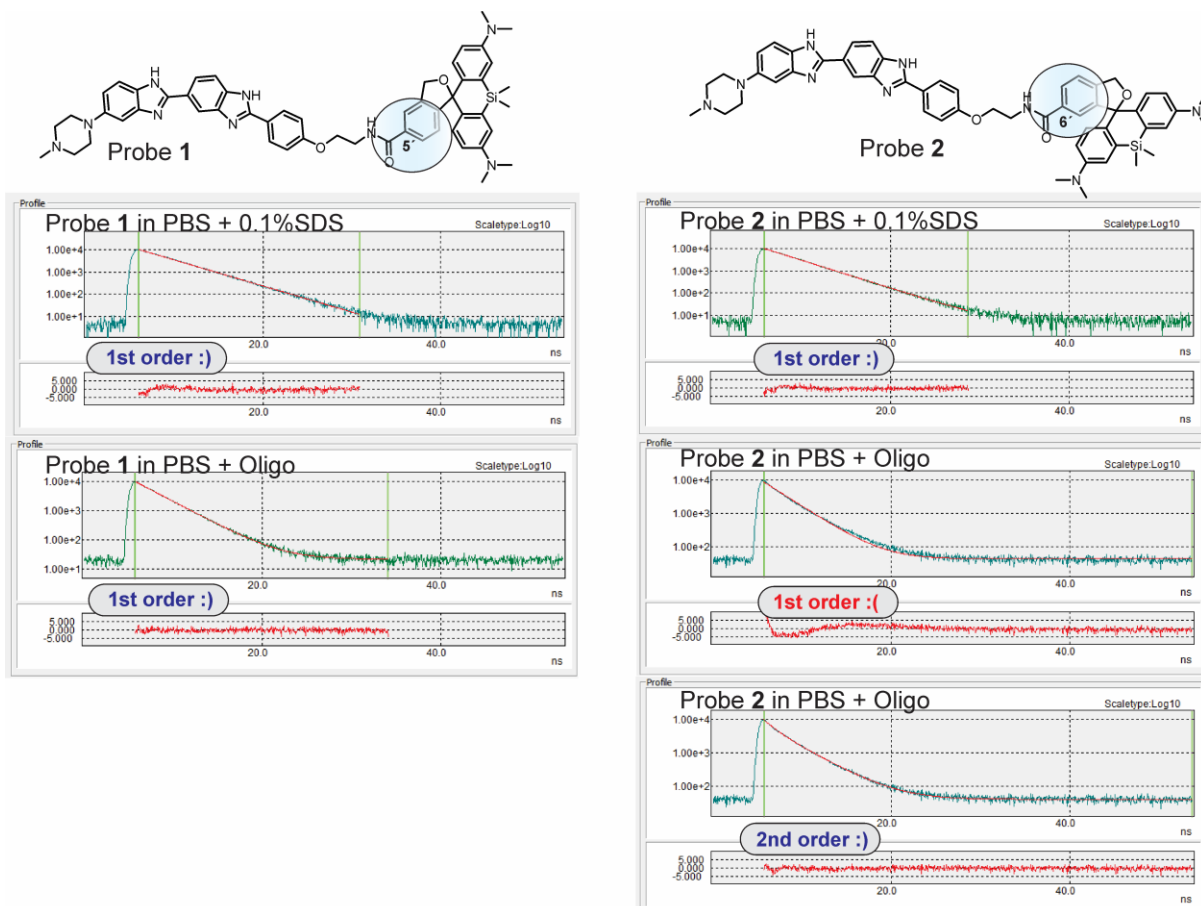 H
N
N
H
N
N
N
N
O
H
N
O
5´
O
Si
N
N
Probe 1
H
N
N
H
N
N
N
N
O
H
N
O
6´
O
Si
N
N
Probe 2
Profile
Probe 1 in PBS + 0.1%SDS
Scaletype:Log10
1.00e+4
1.00e+3
1.00e+2
1.00e+1
20.0
40.0
ns
1st order :)
5.000
0.000
-5.000
20.0
40.0
ns
Profile
Probe 1 in PBS + Oligo
Scaletype:Log10
1.00e+4
1.00e+3
1.00e+2
1.00e+1
20.0
40.0
ns
1st order :)
5.000
0.000
-5.000
20.0
40.0
ns
Profile
Probe 2 in PBS + 0.1%SDS
Scaletype:Log10
1.00e+4
1.00e+3
1.00e+2
1.00e+1
20.0
40.0
ns
1st order :)
5.000
0.000
-5.000
20.0
40.0
ns
Profile
Probe 2 in PBS + Oligo
Scaletype:Log10
1.00e+4
1.00e+3
1.00e+2
20.0
40.0
ns
1st order :(
5.000
0.000
-5.000
20.0
40.0
ns
Profile
Probe 2 in PBS + Oligo
Scaletype:Log10
1.00e+4
1.00e+3
1.00e+2
20.0
40.0
ns
2nd order :)
5.000
0.000
-5.000
20.0
40.0
ns